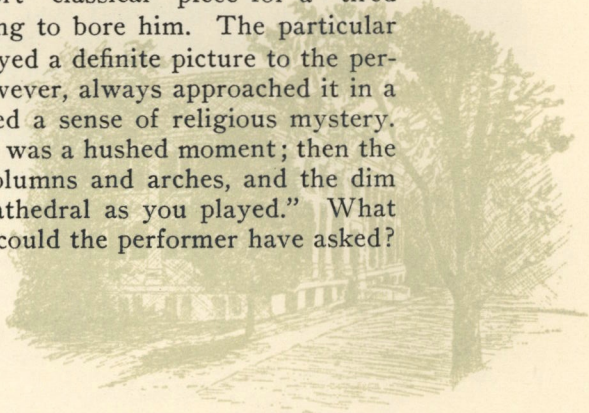 ng to bore him. The particular
yed a definite picture to the per-
wever, always approached it in a
ed a sense of religious mystery.
was a hushed moment; then the
olumns and arches, and the dim
athedral as you played.” What
could the performer have asked?